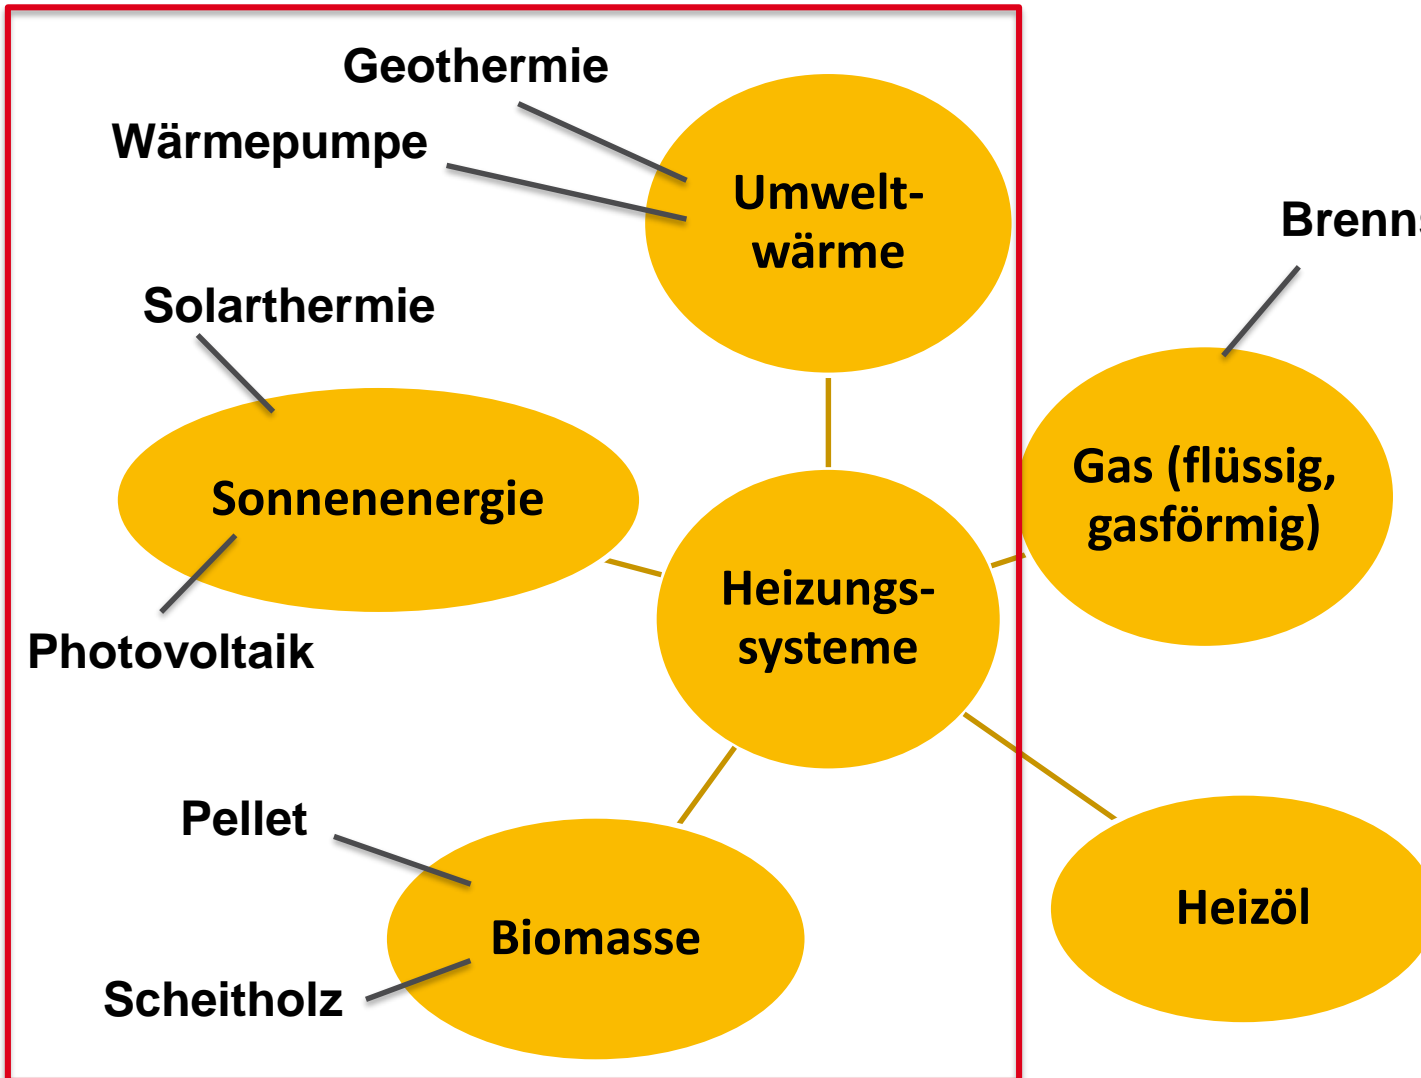 Geothermie
Wärmepumpe
Umwelt-
wärme
Solarthermie
Sonnenenergie
Photovoltaik
Gas (flüssig,
gasförmig)
Heizungs-
systeme
Pellet
Biomasse
Scheitholz
Heizöl